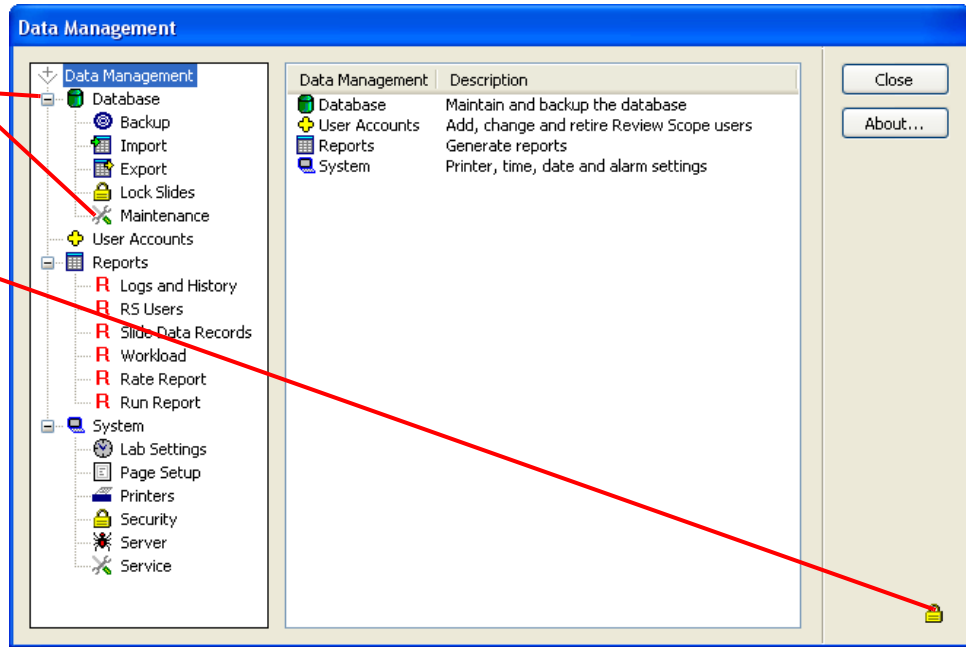 Data Management
Data Management
Database
Backup
Import
Export
Lock Slides
Maintenance
User Accounts
Reports
R Logs and History
R RS Users
R Slide Data Records
R Workload
R Rate Report
R Run Report
System
Lab Settings
Page Setup
Printers
Security
Server
Service
Data Management Description
Database Maintain and backup the database
User Accounts Add, change and retire Review Scope users
Reports Generate reports
System Printer, time, date and alarm settings
Close
About...